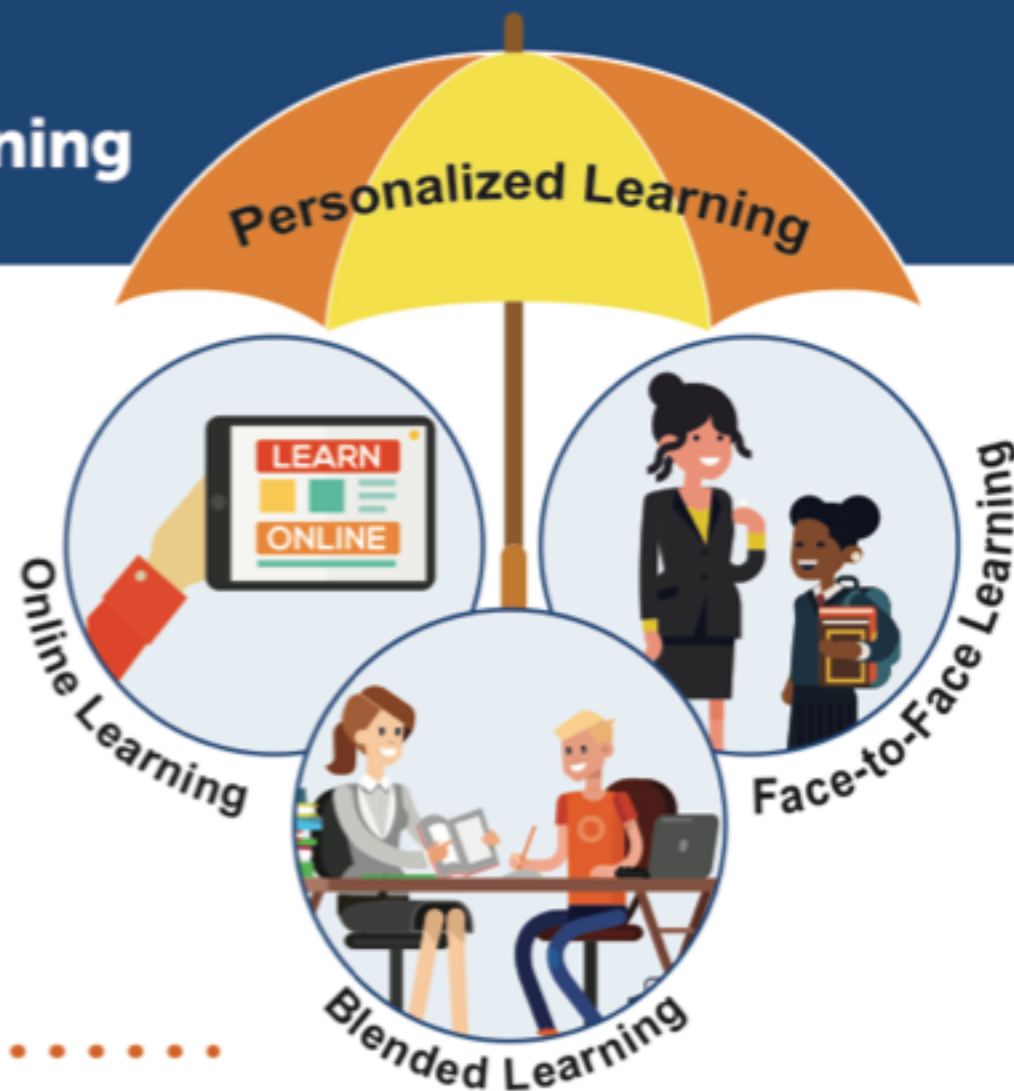 ning
Personalized Learning
LEARN
ONLINE
Online Learning
Face-to-Face Learning
Blended Learning